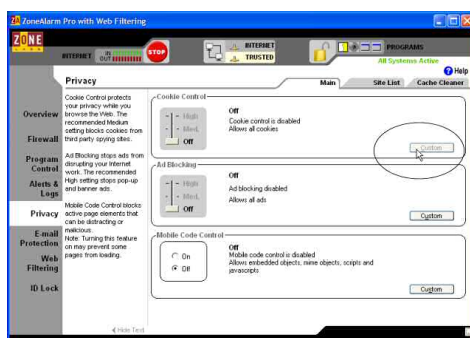 ZoneAlarm Pro with Web Filtering
ZONE
LABS
INTERNET
IN
OUT
STOP
INTERNET
TRUSTED
PROGRAMS
All Systems Active
Help
Privacy
Main
Site List
Cache Cleaner
Overview
Firewall
Program
Control
Alerts &
Logs
Privacy
E-mail
Protection
Web
Filtering
ID Lock
Cookie Control protects
your privacy while you
browse the Web. The
recommended Medium
setting blocks cookies from
third party spying sites.
Ad Blocking stops ads from
disrupting your Internet
work. The recommended
High setting stops pop-up
and banner ads.
Mobile Code Control blocks
active page elements that
can be distracting or
malicious.
Note: Turning this feature
on may prevent some
pages from loading.
Hide Text
Cookie Control
High
Med.
Off
Off
Cookie control is disabled
Allows all cookies
Custom
Ad Blocking
High
Med.
Off
Off
Ad blocking disabled
Allows all ads
Custom
Mobile Code Control
On
Off
Off
Mobile code control is disabled
Allows embedded objects, mime objects, scripts and
javascripts
Custom